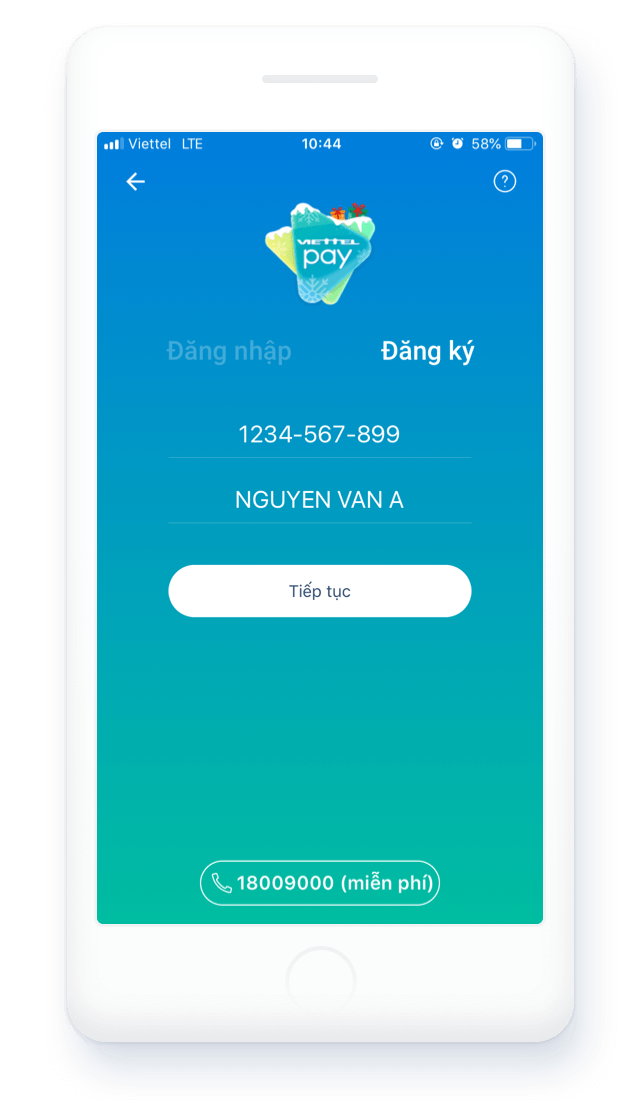 Viettel LTE 10:44 58%
?
VIETTEL
pay
Đăng nhập Đăng ký
1234-567-899
NGUYEN VAN A
Tiếp tục
18009000 (miễn phí)